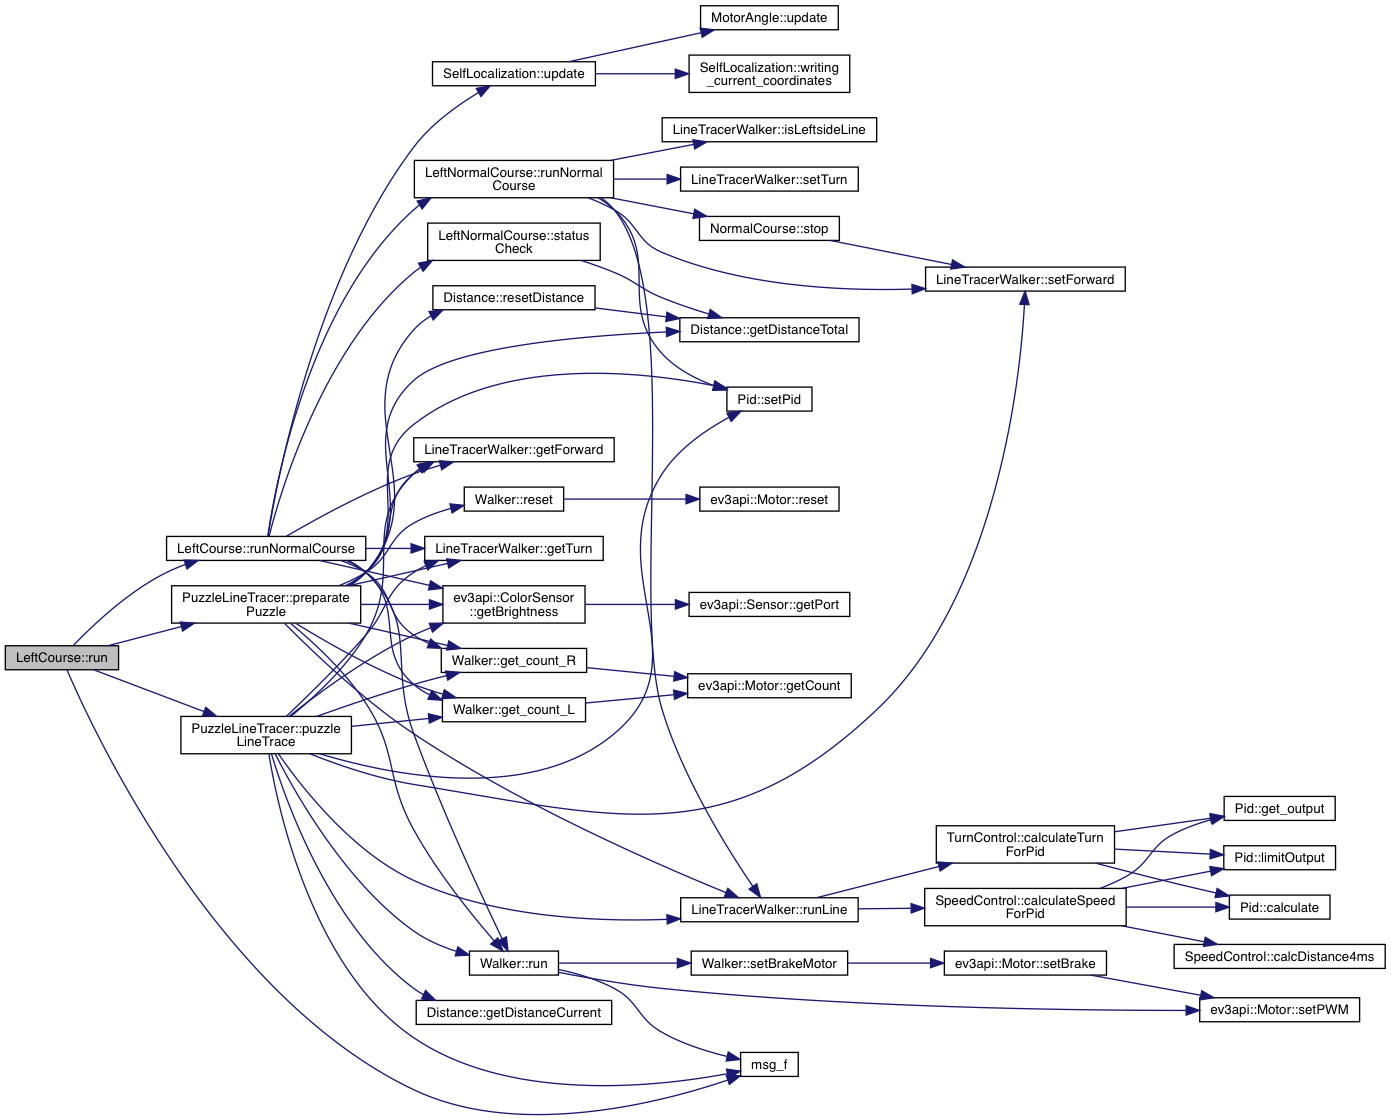 MotorAngle::update
SelfLocalization::update
SelfLocalization::writing
_current_coordinates
LineTracerWalker::isLeftsideLine
LeftNormalCourse::runNormal
Course
LineTracerWalker::setTurn
NormalCourse::stop
LeftNormalCourse::status
Check
LineTracerWalker::setForward
Distance::resetDistance
Distance::getDistanceTotal
Pid::setPid
LineTracerWalker::getForward
Walker::reset
ev3api::Motor::reset
LeftCourse::runNormalCourse
LineTracerWalker::getTurn
PuzzleLineTracer::preparate
Puzzle
ev3api::ColorSensor
::getBrightness
ev3api::Sensor::getPort
LeftCourse::run
Walker::get_count_R
ev3api::Motor::getCount
Walker::get_count_L
PuzzleLineTracer::puzzle
LineTrace
Pid::get_output
TurnControl::calculateTurn
ForPid
Pid::limitOutput
LineTracerWalker::runLine
SpeedControl::calculateSpeed
ForPid
Pid::calculate
SpeedControl::calcDistance4ms
Walker::run
Walker::setBrakeMotor
ev3api::Motor::setBrake
Distance::getDistanceCurrent
ev3api::Motor::setPWM
msg_f